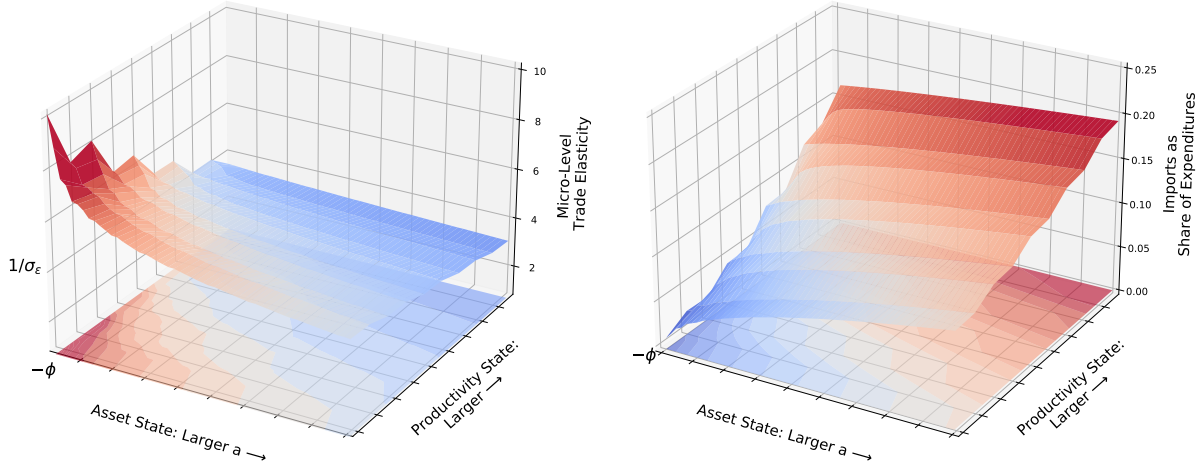 10
8
6
4
2
Micro-Level
Trade Elasticity
1/σε
−ϕ
Asset State: Larger a ⟶
Productivity State:
Larger ⟶
0.25
0.20
0.15
0.10
0.05
0.00
Imports as
Share of Expenditures
−ϕ
Asset State: Larger a ⟶
Productivity State:
Larger ⟶